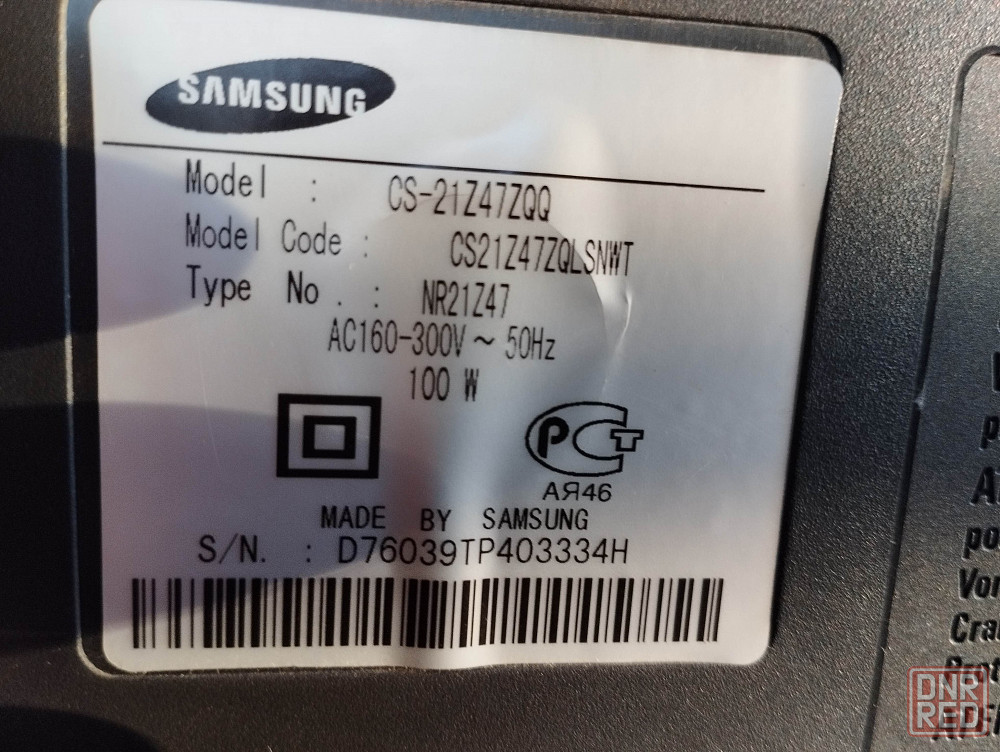 SAMSUNG
Model : CS-21Z47ZQQ
Model Code : CS21Z47ZQLSNWT
Type No . : NR21Z47
AC160-300V ~ 50Hz
100 W
РСТ
АЯ46
MADE BY SAMSUNG
S/N. : D76039TP403334H
DNR
RED